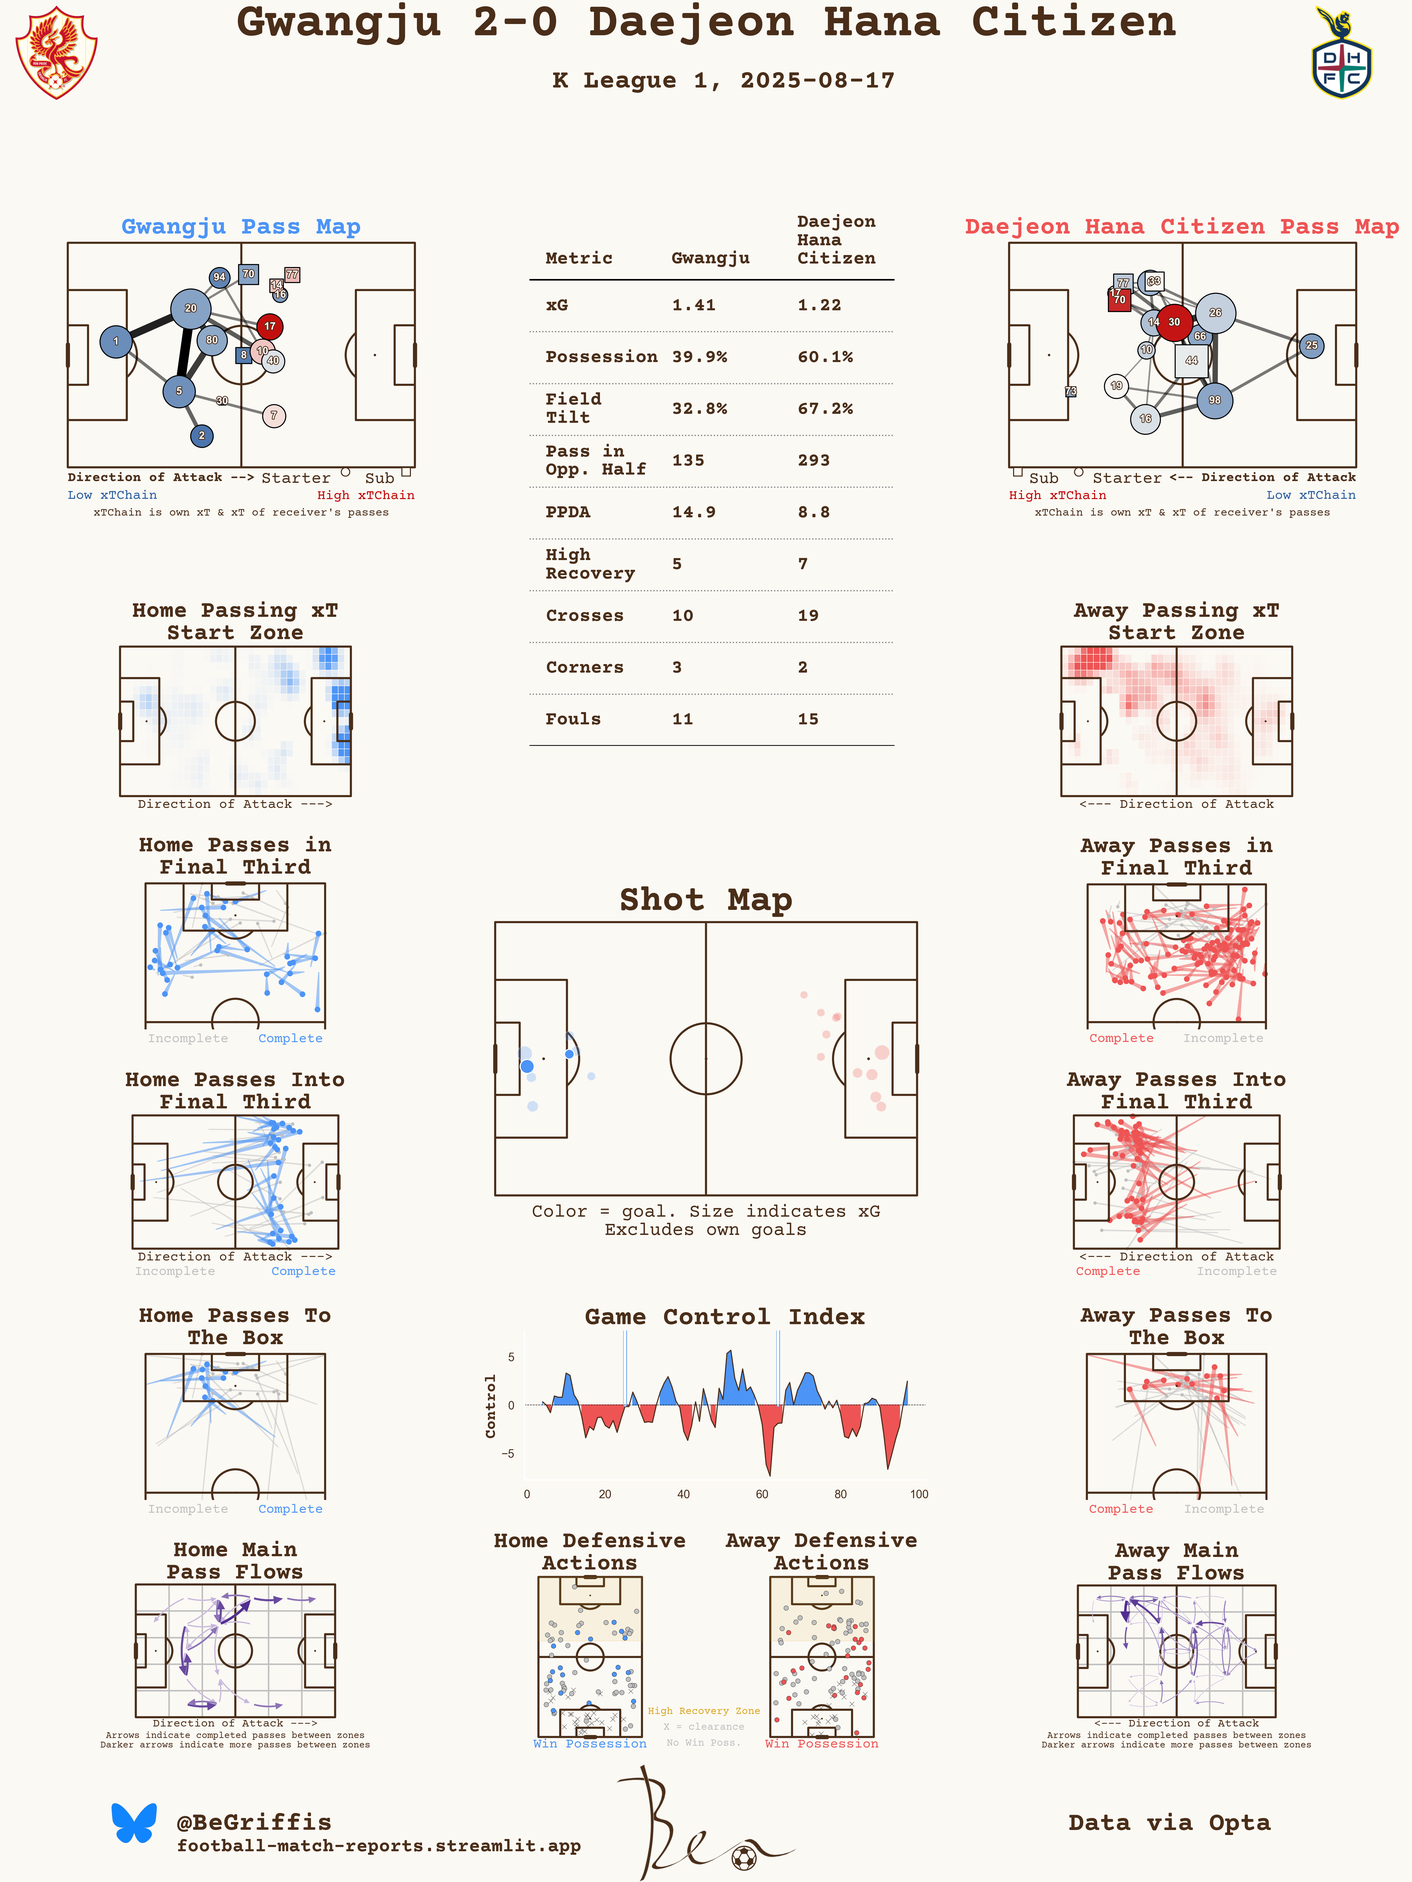 Gwangju 2-0 Daejeon Hana Citizen
K League 1, 2025-08-17
D H
F C
Gwangju Pass Map
94 70 77
14
16
20
17
1 80
8 10 40
5
30
7
2
Direction of Attack --> Starter Sub
Low xTChain High xTChain
xTChain is own xT & xT of receiver's passes
Daejeon
Hana
Metric Gwangju Citizen
xG 1.41 1.22
Possession 39.9% 60.1%
Field
Tilt 32.8% 67.2%
Pass in
Opp. Half 135 293
PPDA 14.9 8.8
High
Recovery 5 7
Crosses 10 19
Corners 3 2
Fouls 11 15
Daejeon Hana Citizen Pass Map
77 33
17
70
14 30 26
66
10 44 25
73 19
98
16
Sub Starter <-- Direction of Attack
High xTChain Low xTChain
xTChain is own xT & xT of receiver's passes
Home Passing xT
Start Zone
Direction of Attack --->
Away Passing xT
Start Zone
<--- Direction of Attack
Home Passes in
Final Third
Incomplete Complete
Away Passes in
Final Third
Complete Incomplete
Shot Map
Color = goal. Size indicates xG
Excludes own goals
Home Passes Into
Final Third
Direction of Attack --->
Incomplete Complete
Away Passes Into
Final Third
<--- Direction of Attack
Complete Incomplete
Home Passes To
The Box
Incomplete Complete
Game Control Index
Control
5
0
−5
0 20 40 60 80 100
Away Passes To
The Box
Complete Incomplete
Home Main
Pass Flows
Direction of Attack --->
Arrows indicate completed passes between zones
Darker arrows indicate more passes between zones
Home Defensive
Actions
Win Possession
High Recovery Zone
X = clearance
No Win Poss.
Away Defensive
Actions
Win Possession
Away Main
Pass Flows
<--- Direction of Attack
Arrows indicate completed passes between zones
Darker arrows indicate more passes between zones
@BeGriffis
football-match-reports.streamlit.app
Ben
Data via Opta